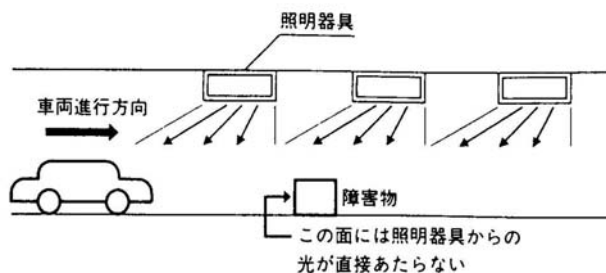 照明器具
車両進行方向
障害物
この面には照明器具からの
光が直接あたらない